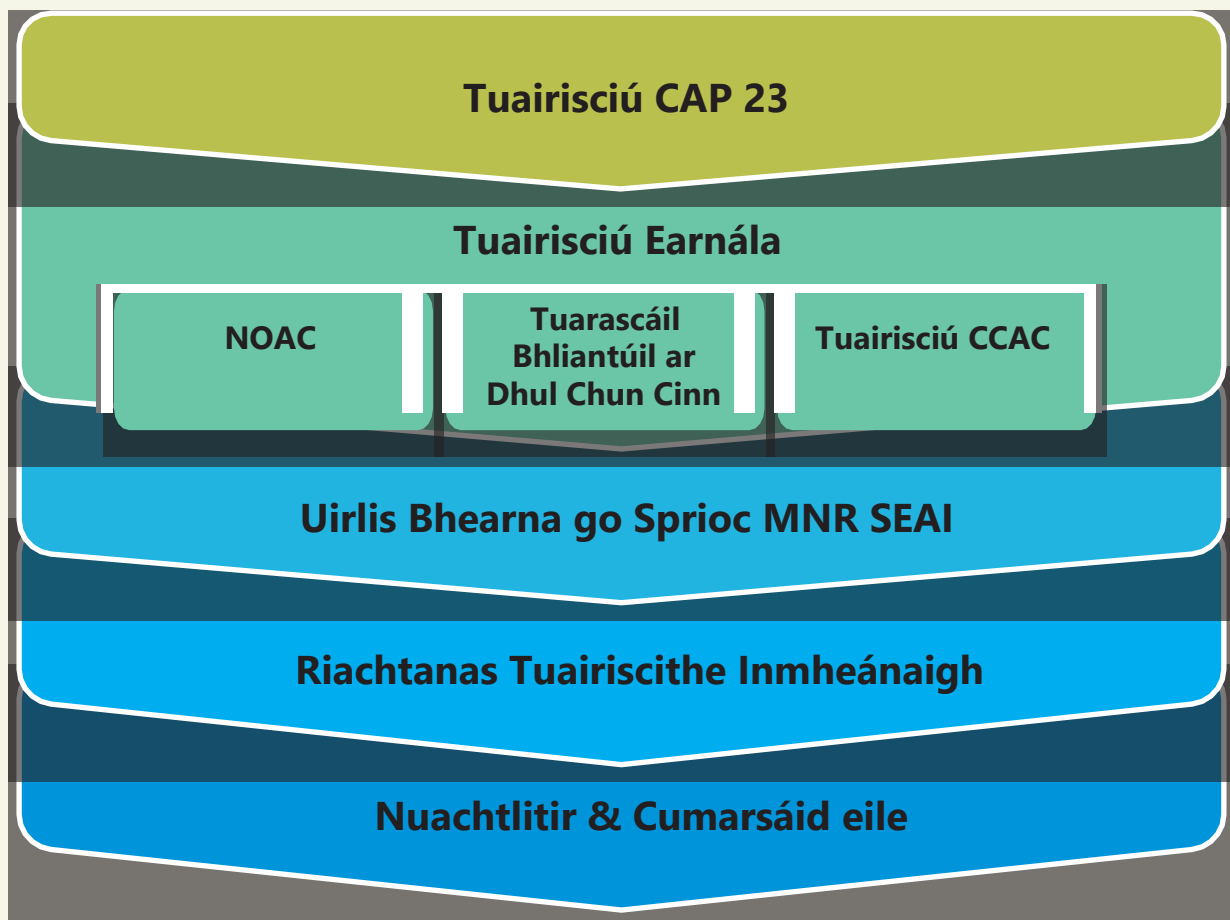 Tuairisciú CAP 23
Tuairisciú Earnála
NOAC
Tuarascáil
Bhliantúil ar
Dhul Chun Cinn
Tuairisciú CCAC
Uirlis Bhearna go Sprioc MNR SEAI
Riachtanas Tuairiscithe Inmheánaigh
Nuachtlitir & Cumarsáid eile